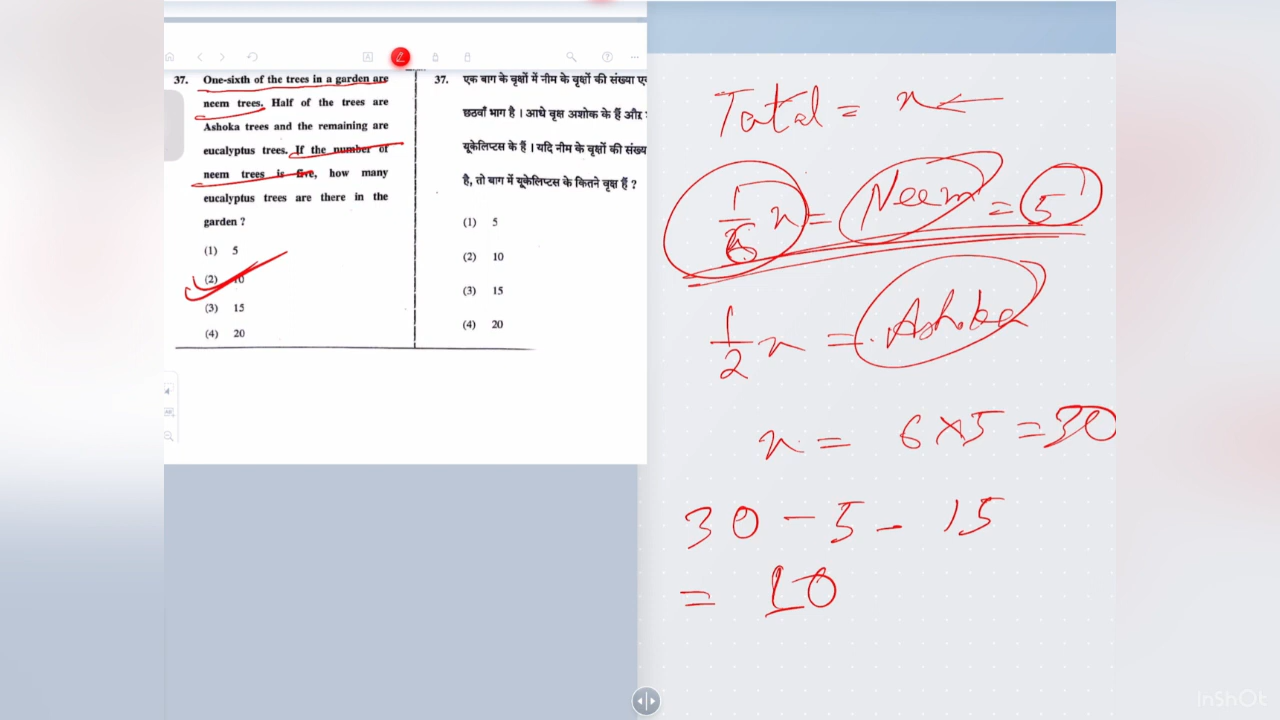 37. One-sixth of the trees in a garden are
neem trees. Half of the trees are
Ashoka trees and the remaining are
eucalyptus trees. If the number of
neem trees is five, how many
eucalyptus trees are there in the
garden ?
(1) 5
(2) 10
(3) 15
(4) 20
37. एक बाग के वृक्षों में नीम के वृक्षों की संख्या
छठवाँ भाग है । आधे वृक्ष अशोक के हैं और
यूकेलिप्टस के हैं । यदि नीम के वृक्षों की
है, तो बाग में यूकेलिप्टस के कितने वृक्ष हैं ?
(1) 5
(2) 10
(3) 15
(4) 20
Total = x
1/6 x = Neem = 5
1/2 x = Ashoka
x = 6 × 5 = 30
30 - 5 - 15
= 10
InShOt